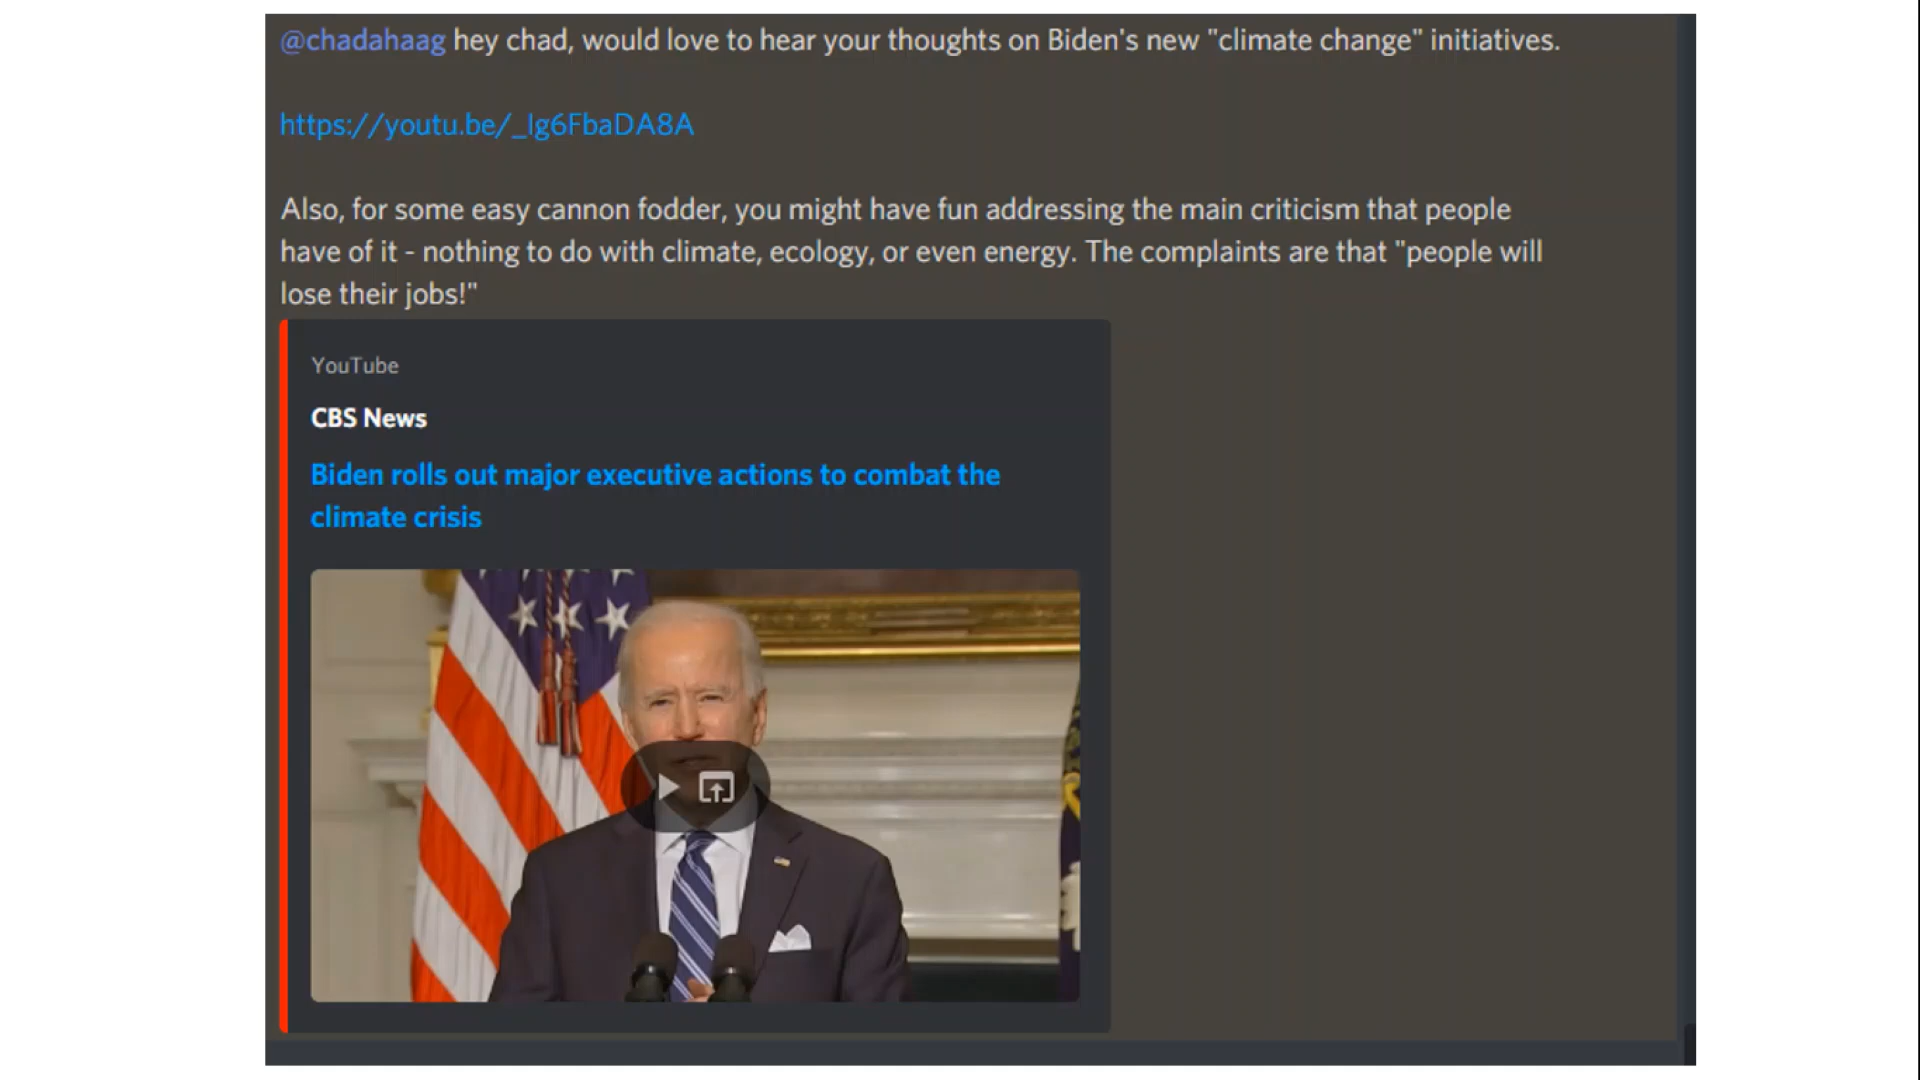 @chadahaag hey chad, would love to hear your thoughts on Biden's new "climate change" initiatives.
https://youtu.be/_Ig6FbaDA8A
Also, for some easy cannon fodder, you might have fun addressing the main criticism that people
have of it - nothing to do with climate, ecology, or even energy. The complaints are that "people will
lose their jobs!"
YouTube
CBS News
Biden rolls out major executive actions to combat the
climate crisis